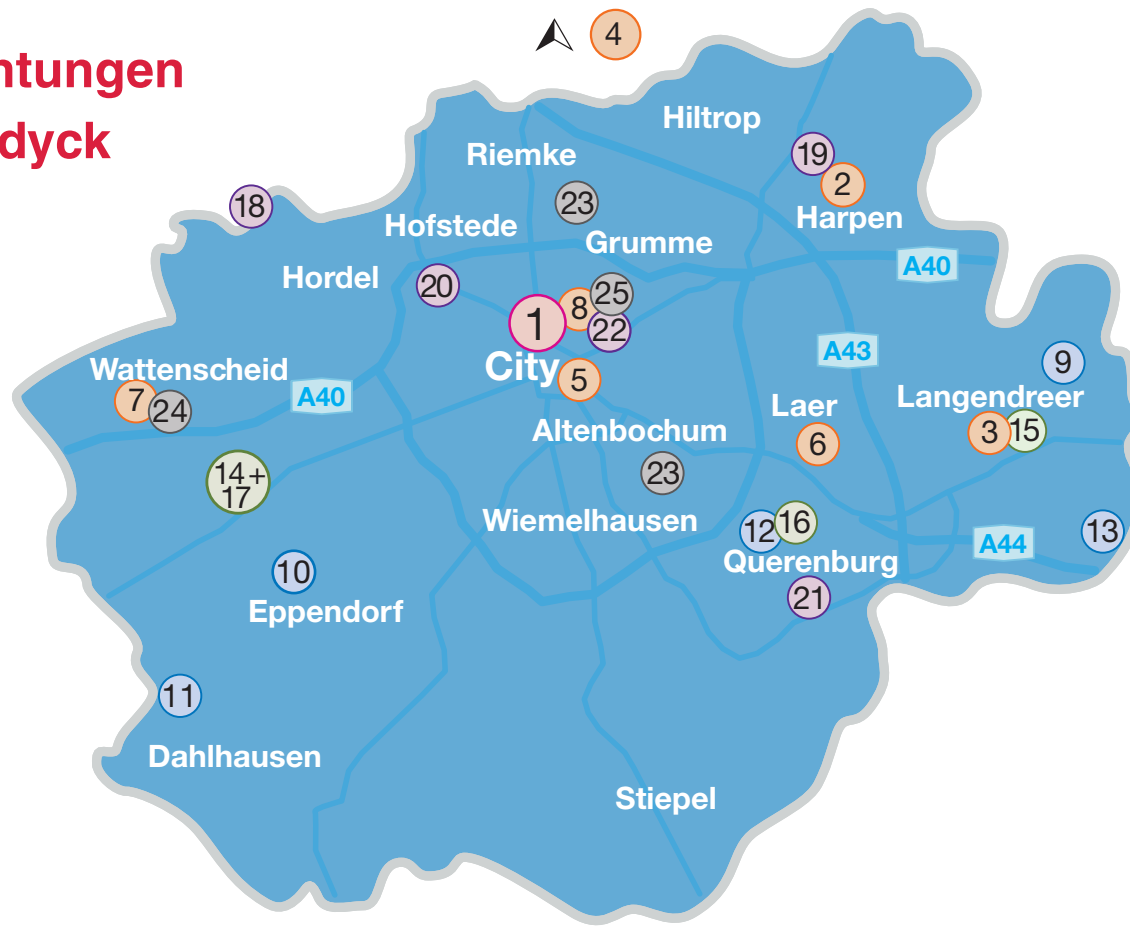 htungen
dyck
4
Hiltrop
Riemke
19
2
18
23
Harpen
Hofstede
Grumme
A40
Hordel
20
8
25
1
22
City
5
A43
9
Wattenscheid
A40
7
24
Laer
Langendreer
6
3
15
Altenbochum
23
14+
17
Wiemelhausen
12
16
13
A44
Querenburg
10
21
Eppendorf
11
Dahlhausen
Stiepel